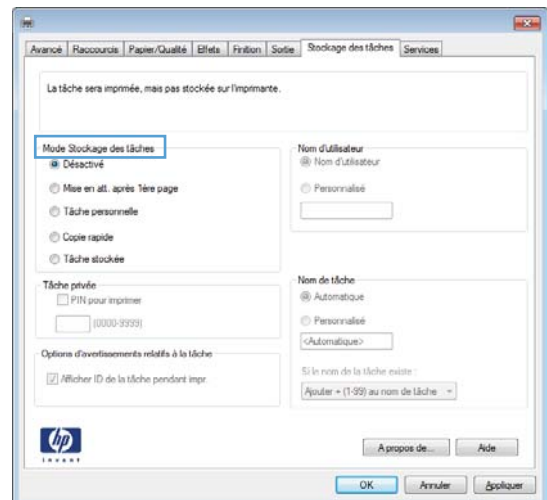 Avancé Raccourcis Papier/Qualité Effets Finition Sortie Stockage des tâches Services
La tâche sera imprimée, mais pas stockée sur l'imprimante.
Mode Stockage des tâches
Désactivé
Mise en att. après 1ère page
Tâche personnelle
Copie rapide
Tâche stockée
Nom d'utilisateur
Nom d'utilisateur
Personnalisé
Tâche privée
PIN pour imprimer
(0000-9999)
Options d'avertissements relatifs à la tâche
Afficher ID de la tâche pendant impr.
Nom de tâche
Automatique
Personnalisé
<Automatique>
Si le nom de la tâche existe :
Ajouter + (1-99) au nom de tâche
hp
invent
A propos de...
Aide
OK
Annuler
Appliquer